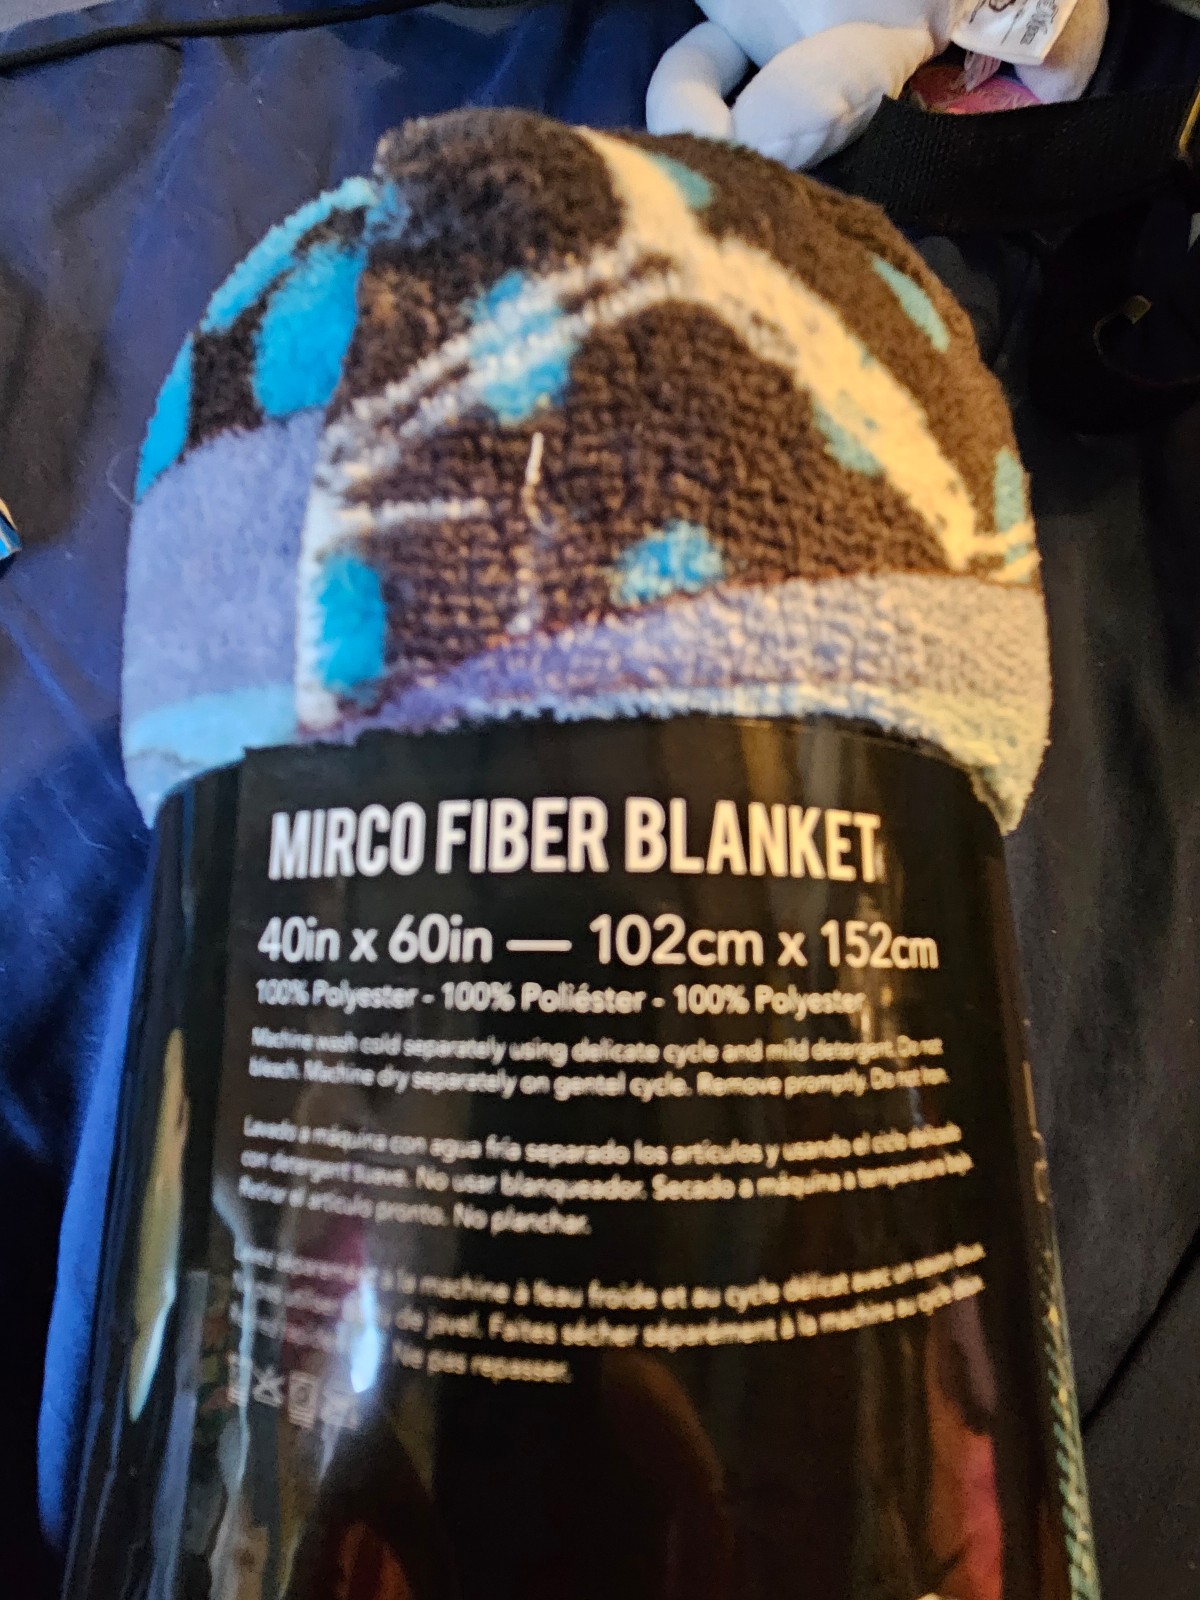 MIRCO FIBER BLANKET
40in x 60in — 102cm x 152cm
100% Polyester - 100% Poliéster - 100% Polyester
Machine wash cold separately using delicate cycle and mild detergent. Do not
bleach. Machine dry separately on gentel cycle. Remove promptly. Do not Iron.
Lavado a máquina con agua fría separado los artículos y usando el ciclo delicado
con detergent suave. No usar blanqueador. Secado a máquina a temperatura baja.
Retirar el artículo pronto. No planchar.
à la machine à l'eau froide et au cycle délicat avec un savon doux.
de javel. Faites sécher séparément à la machine au cycle doux.
Ne pas repasser.